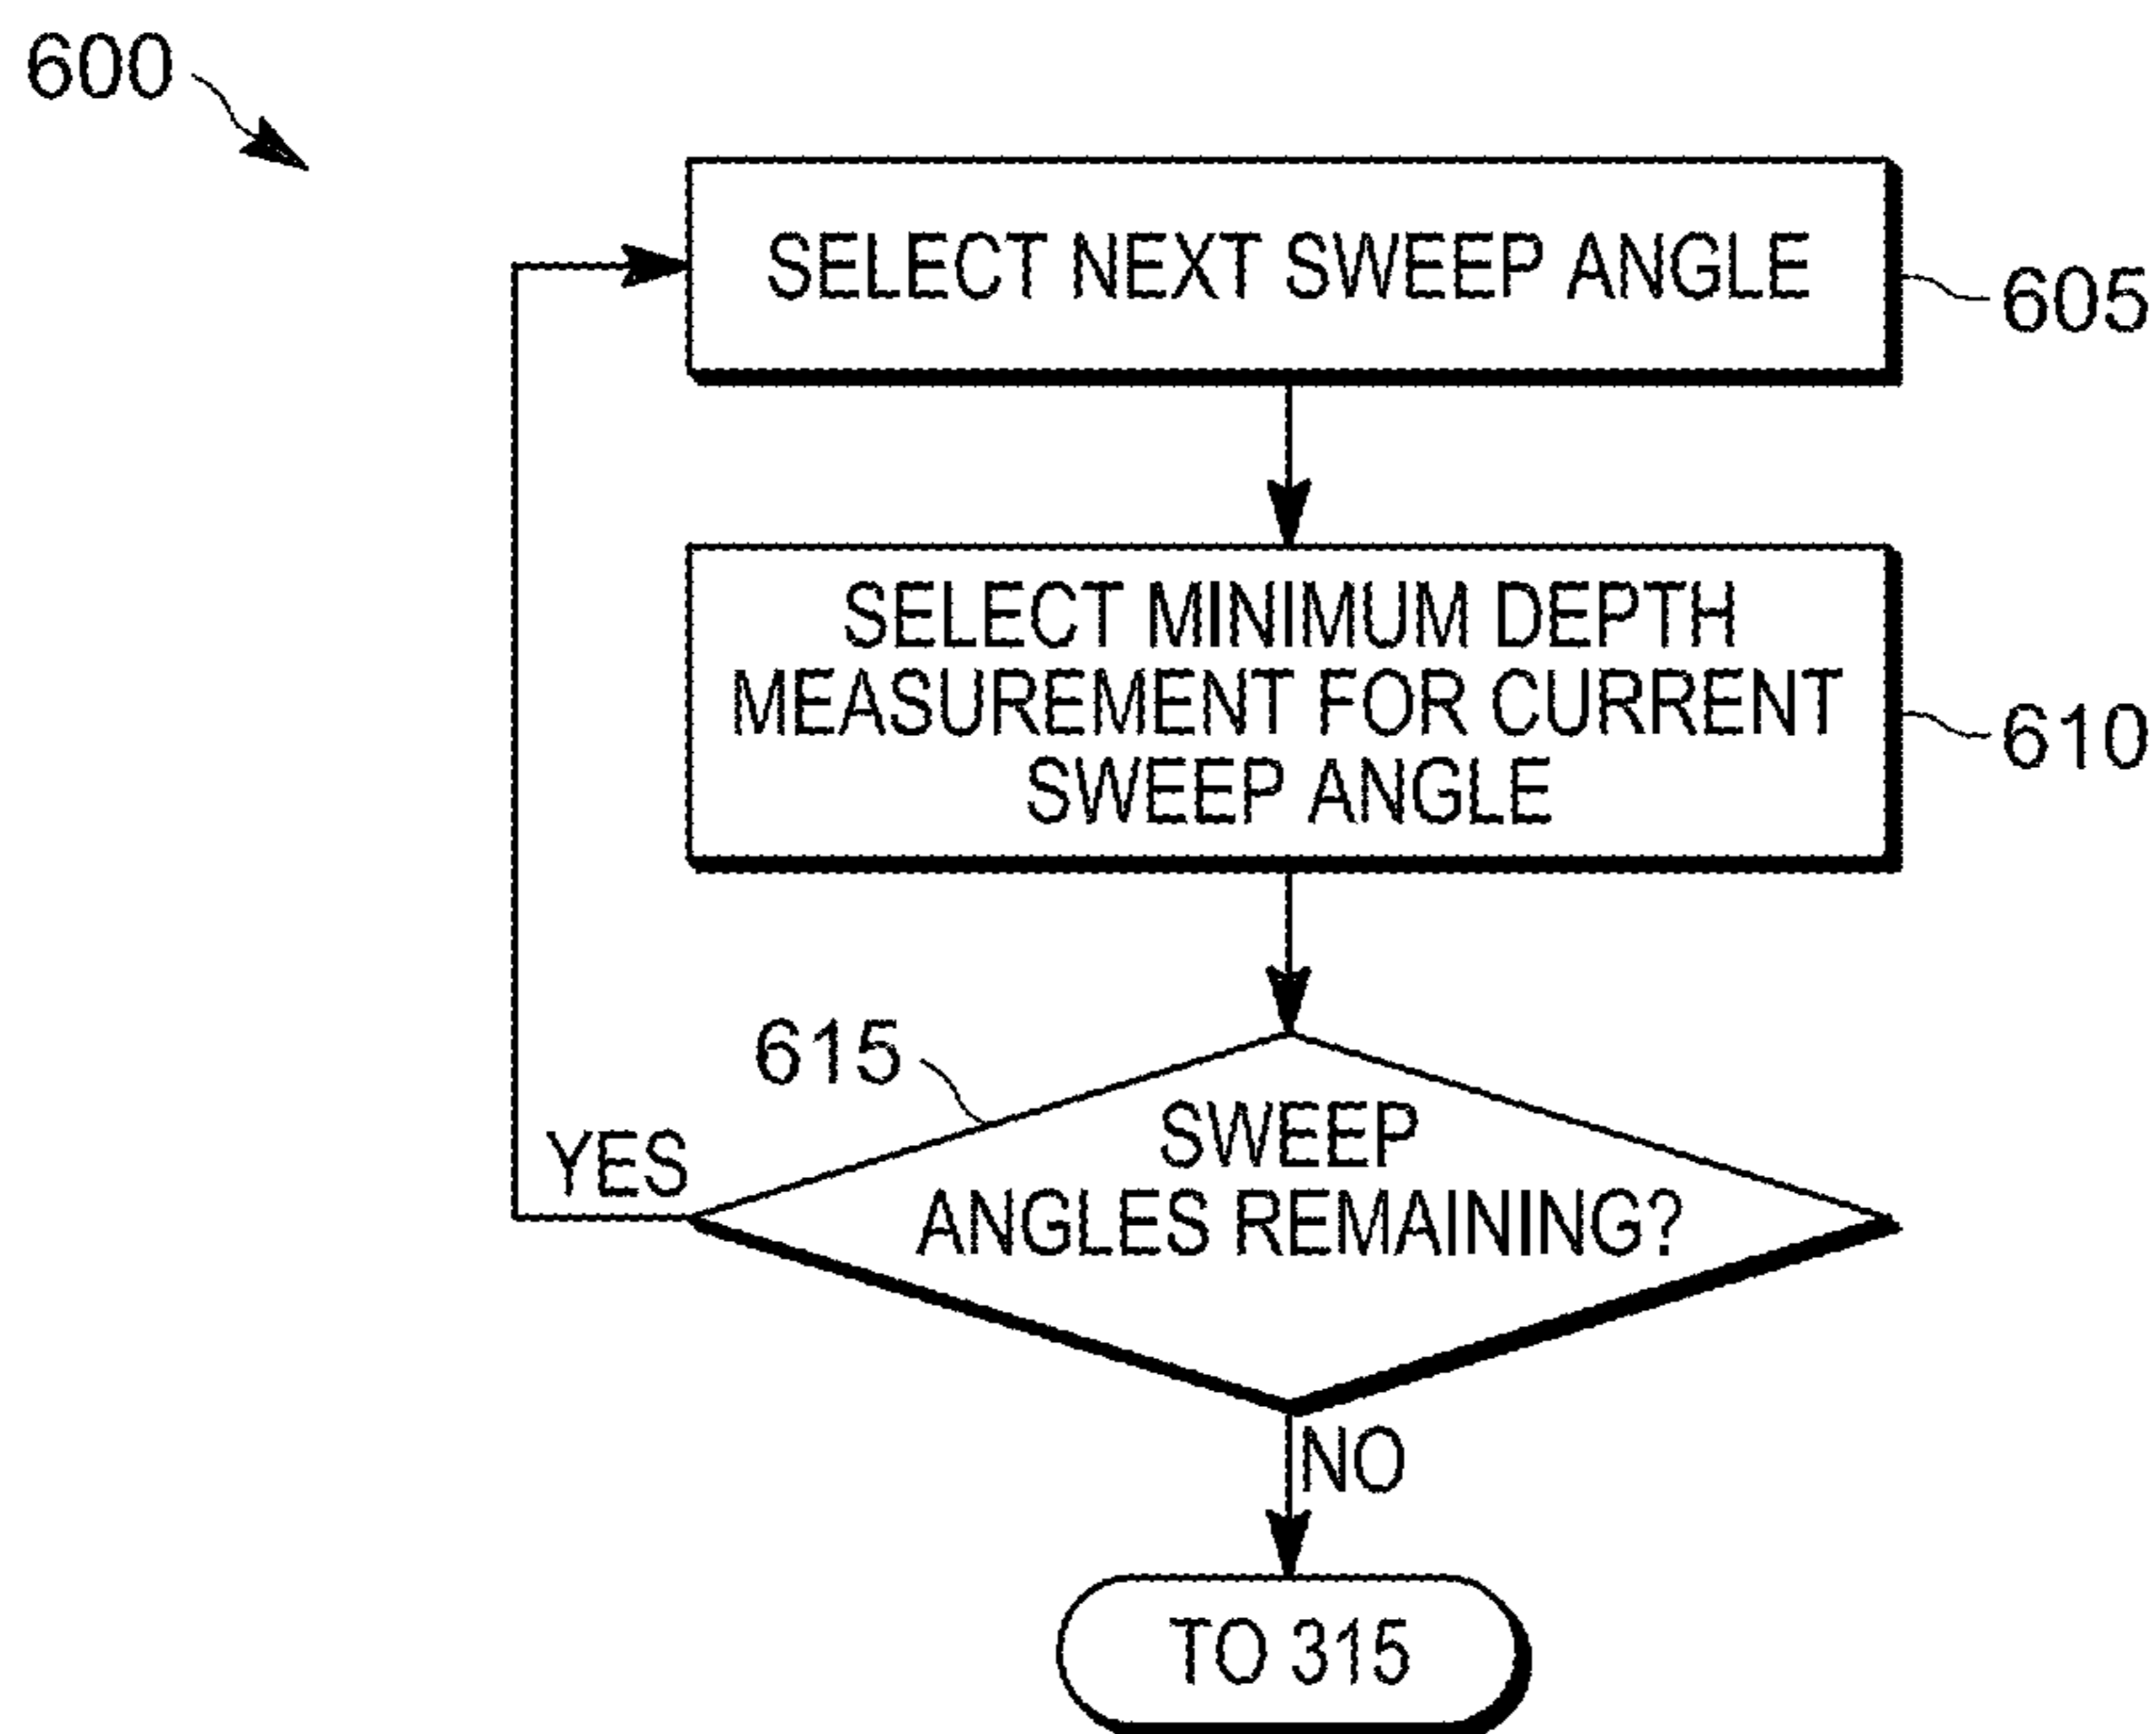 600
SELECT NEXT SWEEP ANGLE
605
SELECT MINIMUM DEPTH
MEASUREMENT FOR CURRENT
SWEEP ANGLE
610
615
SWEEP
ANGLES REMAINING?
YES
NO
TO 315